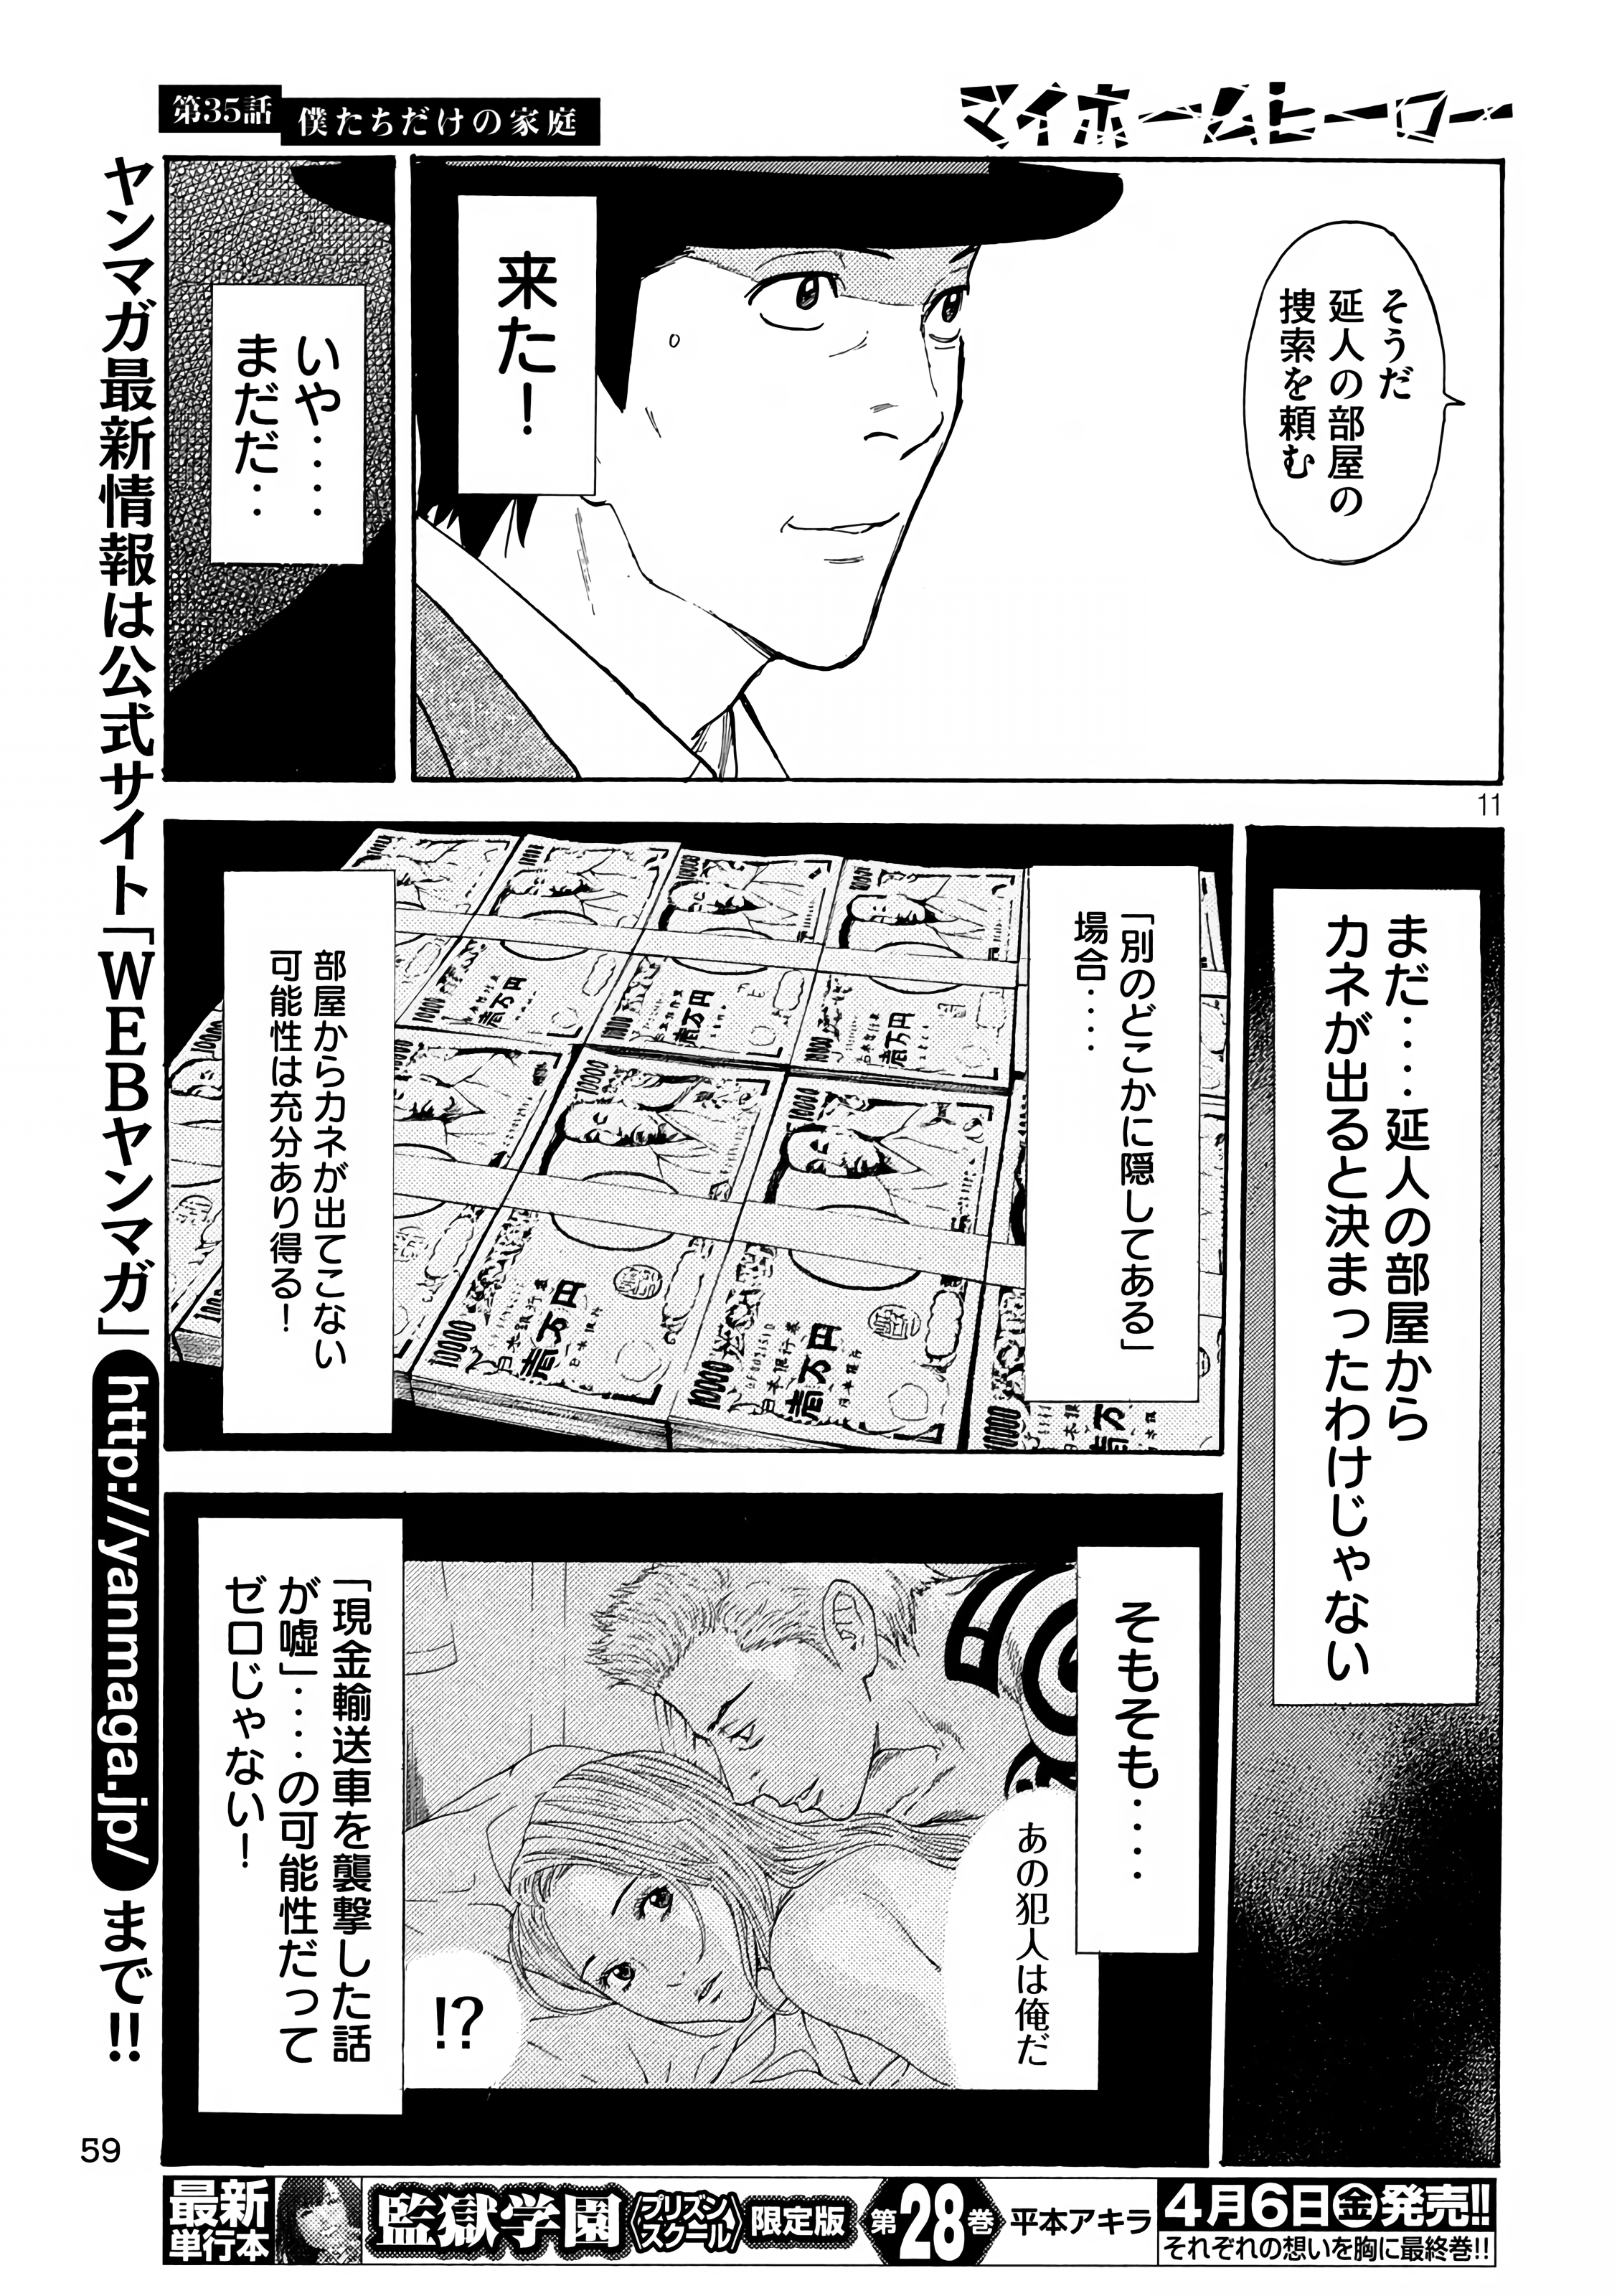 第35話
僕たちだけの家庭
マイホームヒーロー
そうだ
延人の部屋の
捜索を頼む
来た!
いや‥‥
まだだ‥
11
まだ‥‥延人の部屋から
カネが出ると決まったわけじゃない
「別のどこかに隠してある」
場合‥‥
部屋からカネが出てこない
可能性は充分あり得る!
そもそも‥‥
あの犯人は俺だ
!?
「現金輸送車を襲撃した話
が嘘」‥‥の可能性だって
ゼロじゃない!
ヤンマガ最新情報は公式サイト「WEBヤンマガ」http://yanmaga.jp/まで!!
59
最新
単行本
監獄学園
〈プリズン
スクール〉
限定版
第28巻
平本アキラ
4月6日㊎発売!!
それぞれの想いを胸に最終巻!!